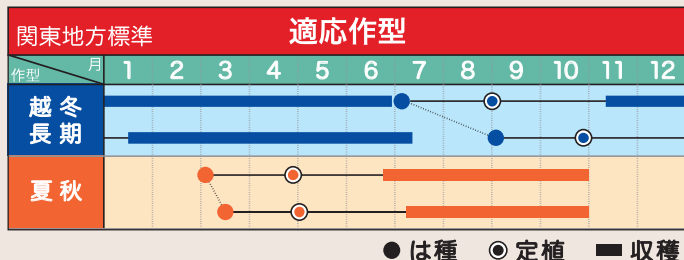 関東地方標準
適応作型
作型 月 1 2 3 4 5 6 7 8 9 10 11 12
越冬
長期
夏秋
は種 定植 収穫